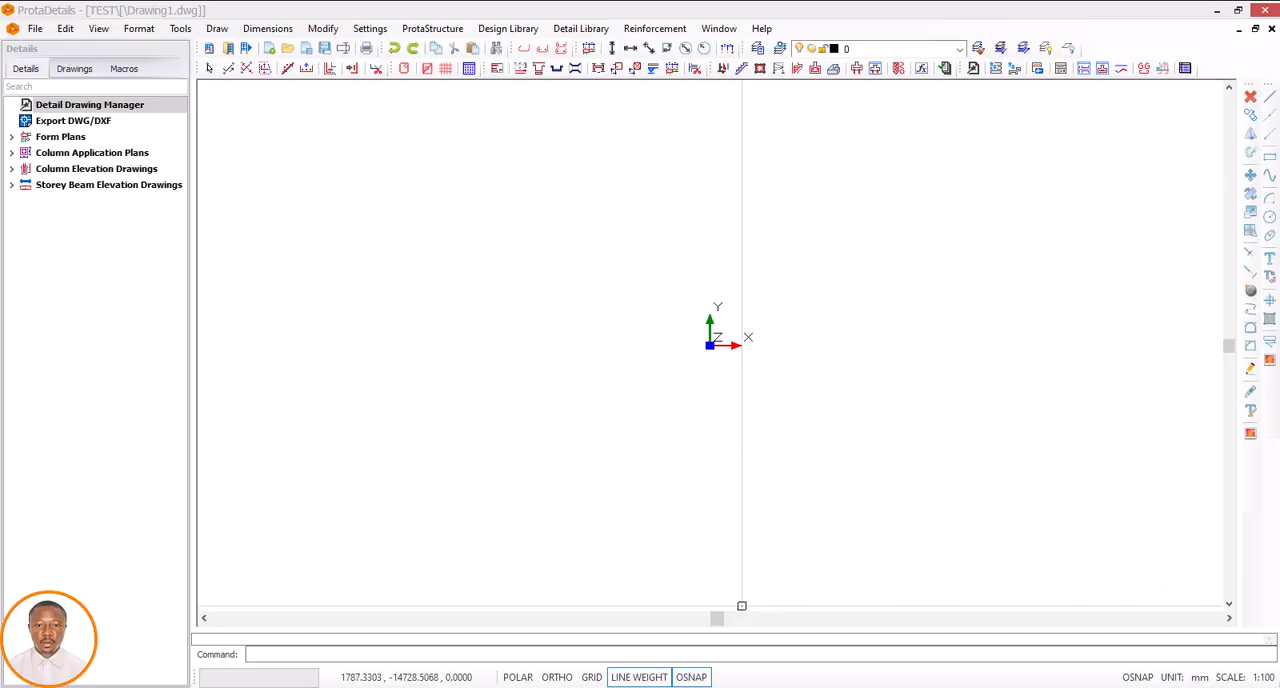 ProtaDetails - [TEST\[\Drawing1.dwg]]
File Edit View Format Tools Draw Dimensions Modify Settings ProtaStructure Design Library Detail Library Reinforcement Window Help
Details
0
Details Drawings Macros
Search
Detail Drawing Manager
Export DWG/DXF
Form Plans
Column Application Plans
Column Elevation Drawings
Storey Beam Elevation Drawings
Y
Z X
Command:
1787.3303 , -14728.5068 , 0.0000 POLAR ORTHO GRID LINE WEIGHT OSNAP OSNAP UNIT: mm SCALE: 1:100